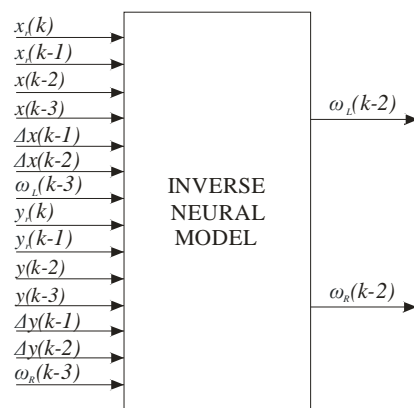 x_r(k)
x_r(k-1)
x(k-2)
x(k-3)
Δx(k-1)
Δx(k-2)
ω_L(k-3)
y_r(k)
y_r(k-1)
y(k-2)
y(k-3)
Δy(k-1)
Δy(k-2)
ω_R(k-3)
INVERSE
NEURAL
MODEL
ω_L(k-2)
ω_R(k-2)